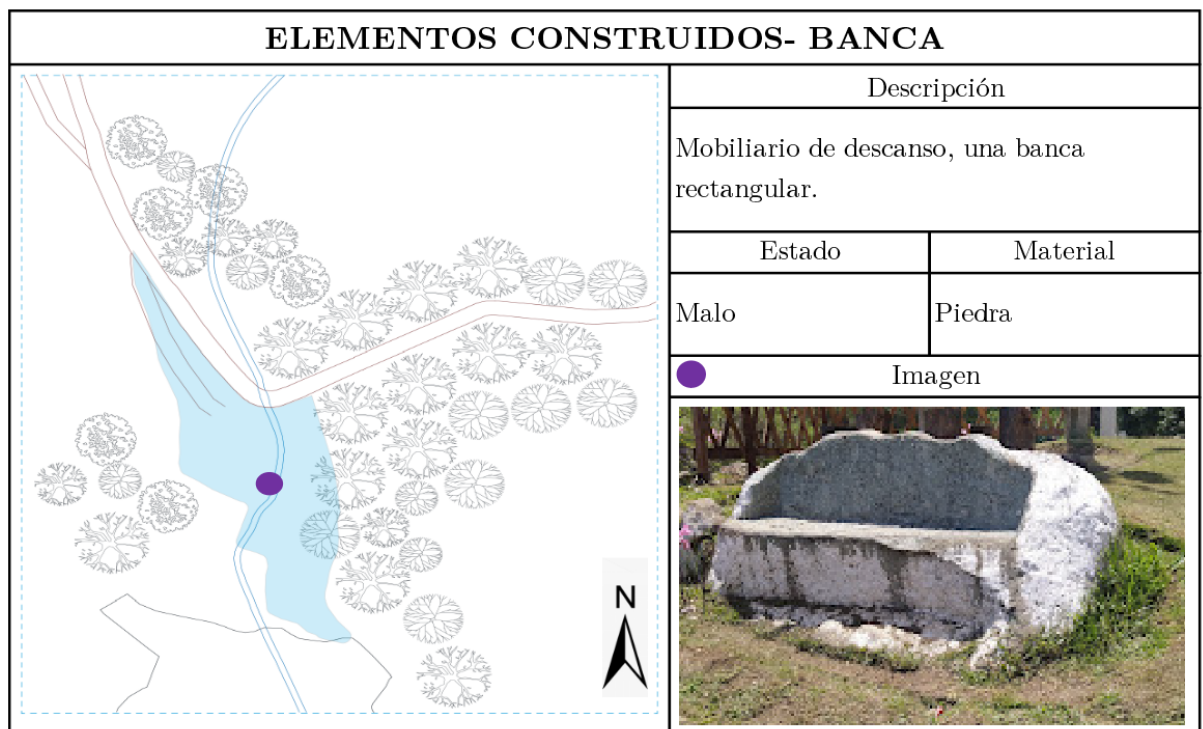 ELEMENTOS CONSTRUIDOS- BANCA
Descripción
Mobiliario de descanso, una banca
rectangular.
Estado
Material
Malo
Piedra
Imagen
N